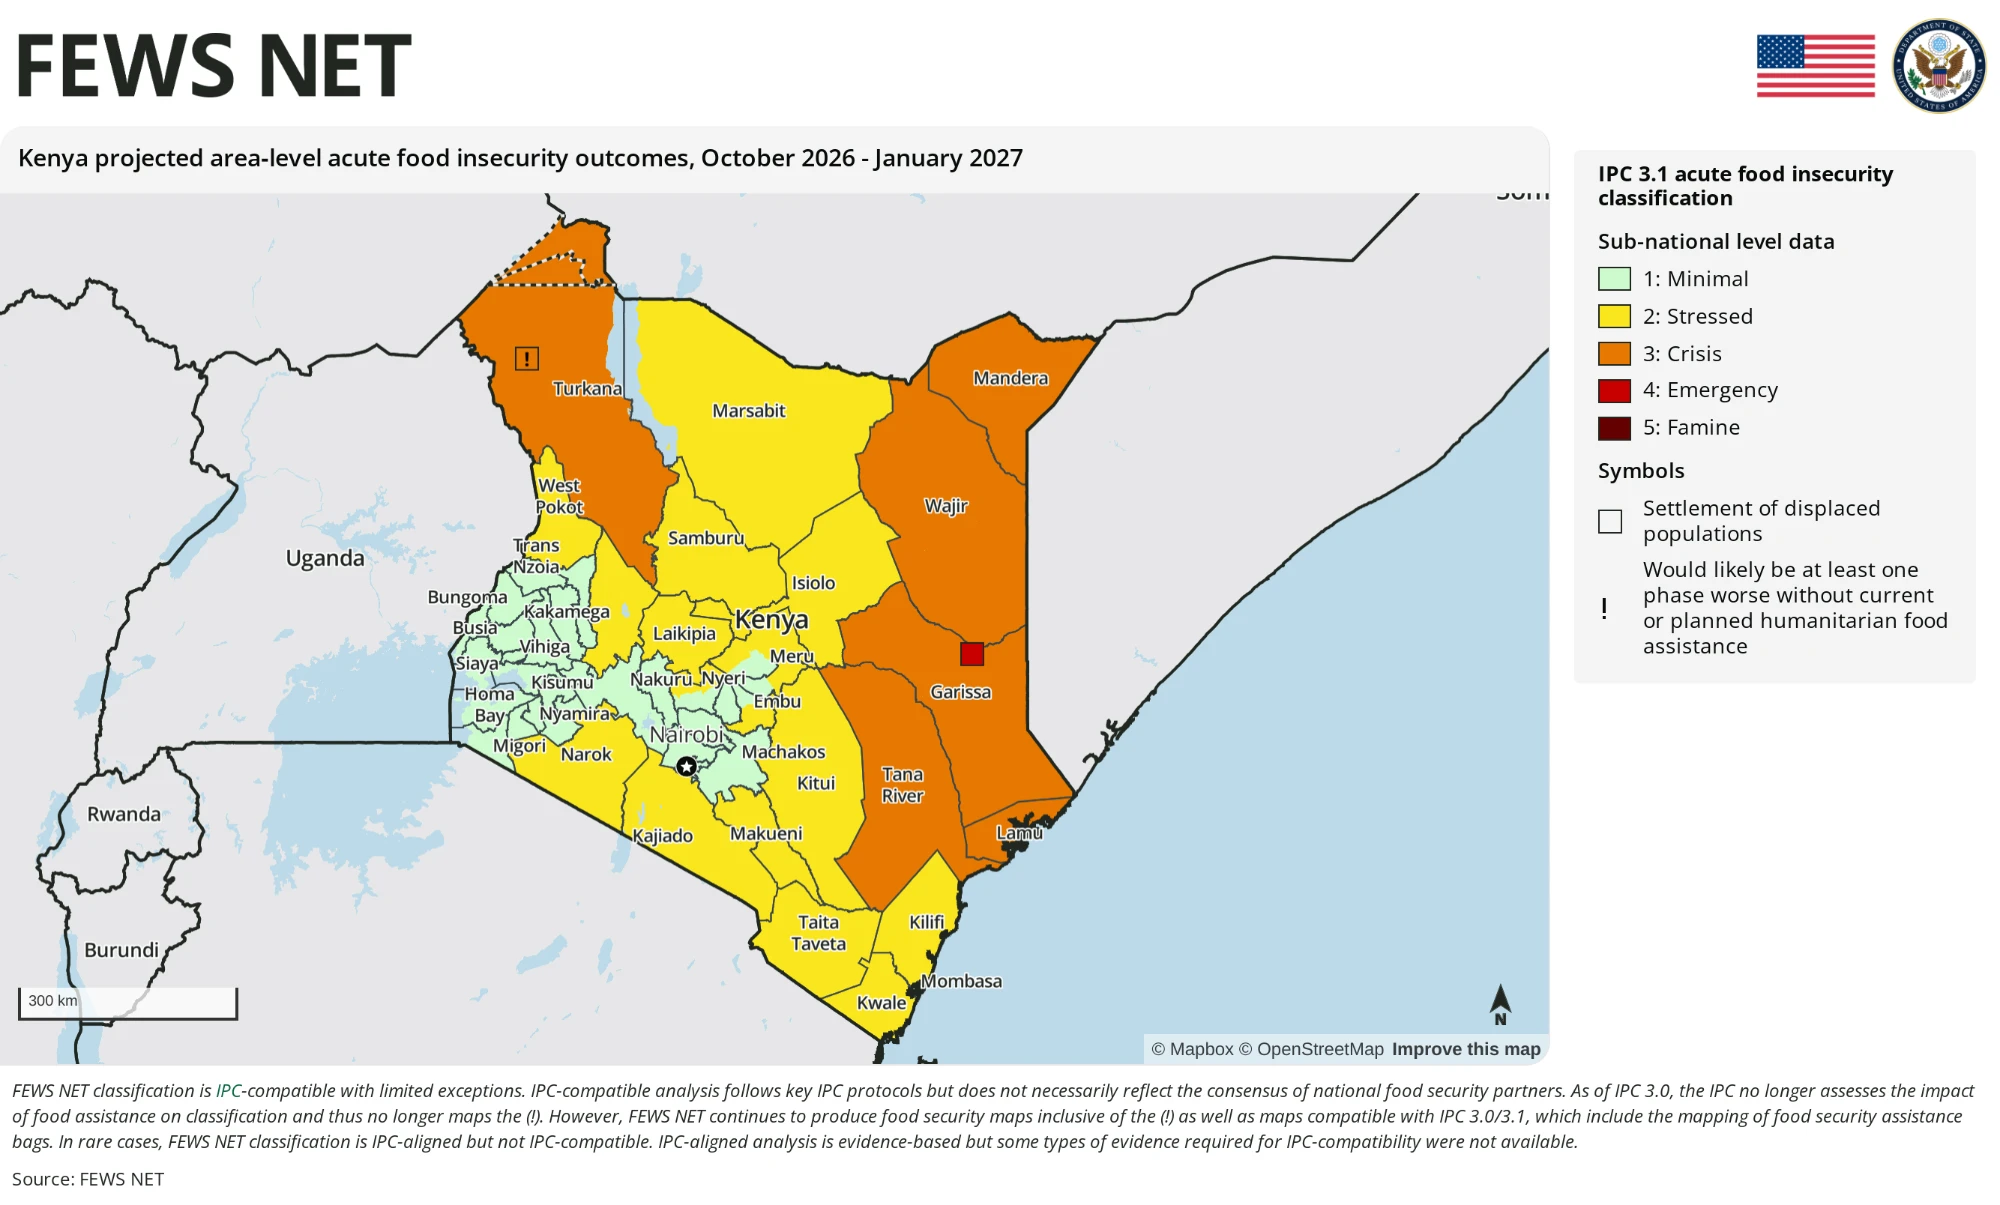 FEWS NET
Kenya projected area-level acute food insecurity outcomes, October 2026 - January 2027
IPC 3.1 acute food insecurity
classification
Sub-national level data
1: Minimal
2: Stressed
3: Crisis
4: Emergency
5: Famine
Symbols
Settlement of displaced
populations
!
Would likely be at least one
phase worse without current
or planned humanitarian food
assistance
!
Turkana
Marsabit
Mandera
Wajir
West
Pokot
Samburu
Trans
Nzoia
Uganda
Isiolo
Bungoma
Kakamega
Kenya
Busia
Laikipia
Vihiga
Meru
Siaya
Kisumu
Nakuru
Nyeri
Garissa
Homa
Bay
Embu
Nyamira
Nairobi
Migori
Narok
Machakos
Kitui
Tana
River
Rwanda
Kajiado
Makueni
Lamu
Taita
Taveta
Kilifi
Burundi
Mombasa
Kwale
300 km
N
© Mapbox © OpenStreetMap Improve this map
FEWS NET classification is IPC-compatible with limited exceptions. IPC-compatible analysis follows key IPC protocols but does not necessarily reflect the consensus of national food security partners. As of IPC 3.0, the IPC no longer assesses the impact
of food assistance on classification and thus no longer maps the (!). However, FEWS NET continues to produce food security maps inclusive of the (!) as well as maps compatible with IPC 3.0/3.1, which include the mapping of food security assistance
bags. In rare cases, FEWS NET classification is IPC-aligned but not IPC-compatible. IPC-aligned analysis is evidence-based but some types of evidence required for IPC-compatibility were not available.
Source: FEWS NET
DEPARTMENT OF STATE
UNITED STATES OF AMERICA